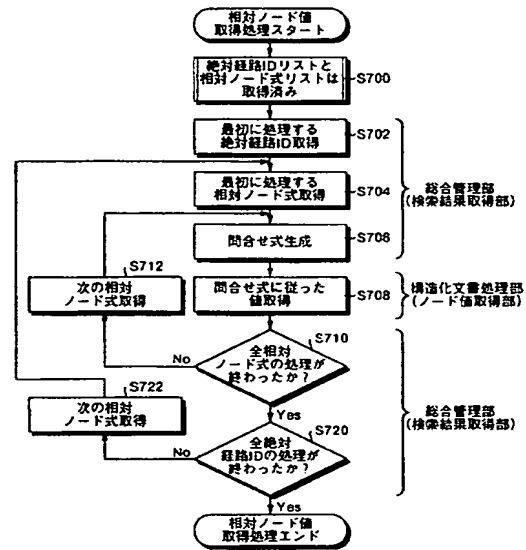 相対ノード値
取得処理スタート
絶対経路IDリストと
相対ノード式リストは
取得済み
S700
最初に処理する
絶対経路ID取得
S702
最初に処理する
相対ノード式取得
S704
総合管理部
(検索結果取得部)
問合せ式生成
S708
S712
次の相対
ノード式取得
問合せ式に従った
値取得
S708
構造化文書処理部
(ノード値取得部)
S710
全相対
ノード式の処理が
終わったか?
No
Yes
S722
次の相対
ノード式取得
S720
全絶対
経路IDの処理が
終わったか?
No
Yes
総合管理部
(検索結果取得部)
相対ノード値
取得処理エンド